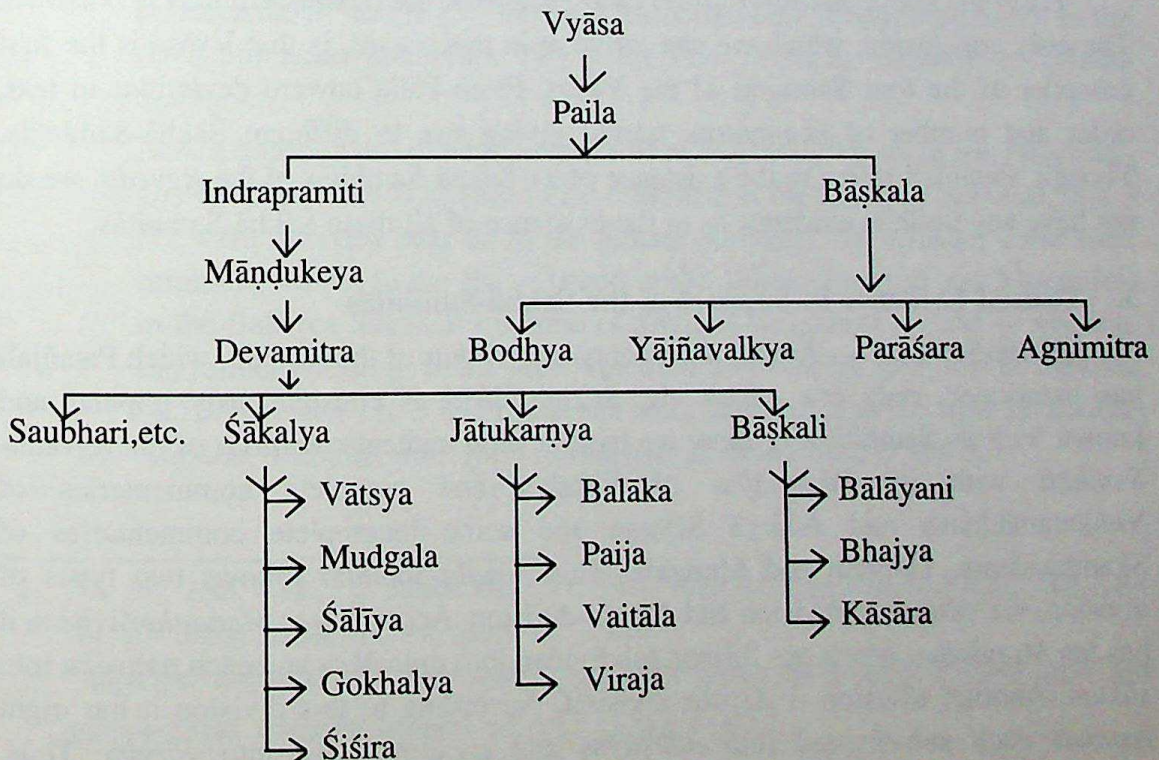 Vyāsa
Paila
Indrapramiti Bāṣkala
Māṇḍukeya
Devamitra Bodhya Yājñavalkya Parāśara Agnimitra
Saubhari,etc. Śākalya Jātukarṇya Bāṣkali
Vātsya Balāka Bālāyani
Mudgala Paija Bhajya
Śālīya Vaitāla Kāsāra
Gokhalya Viraja
Śiśira